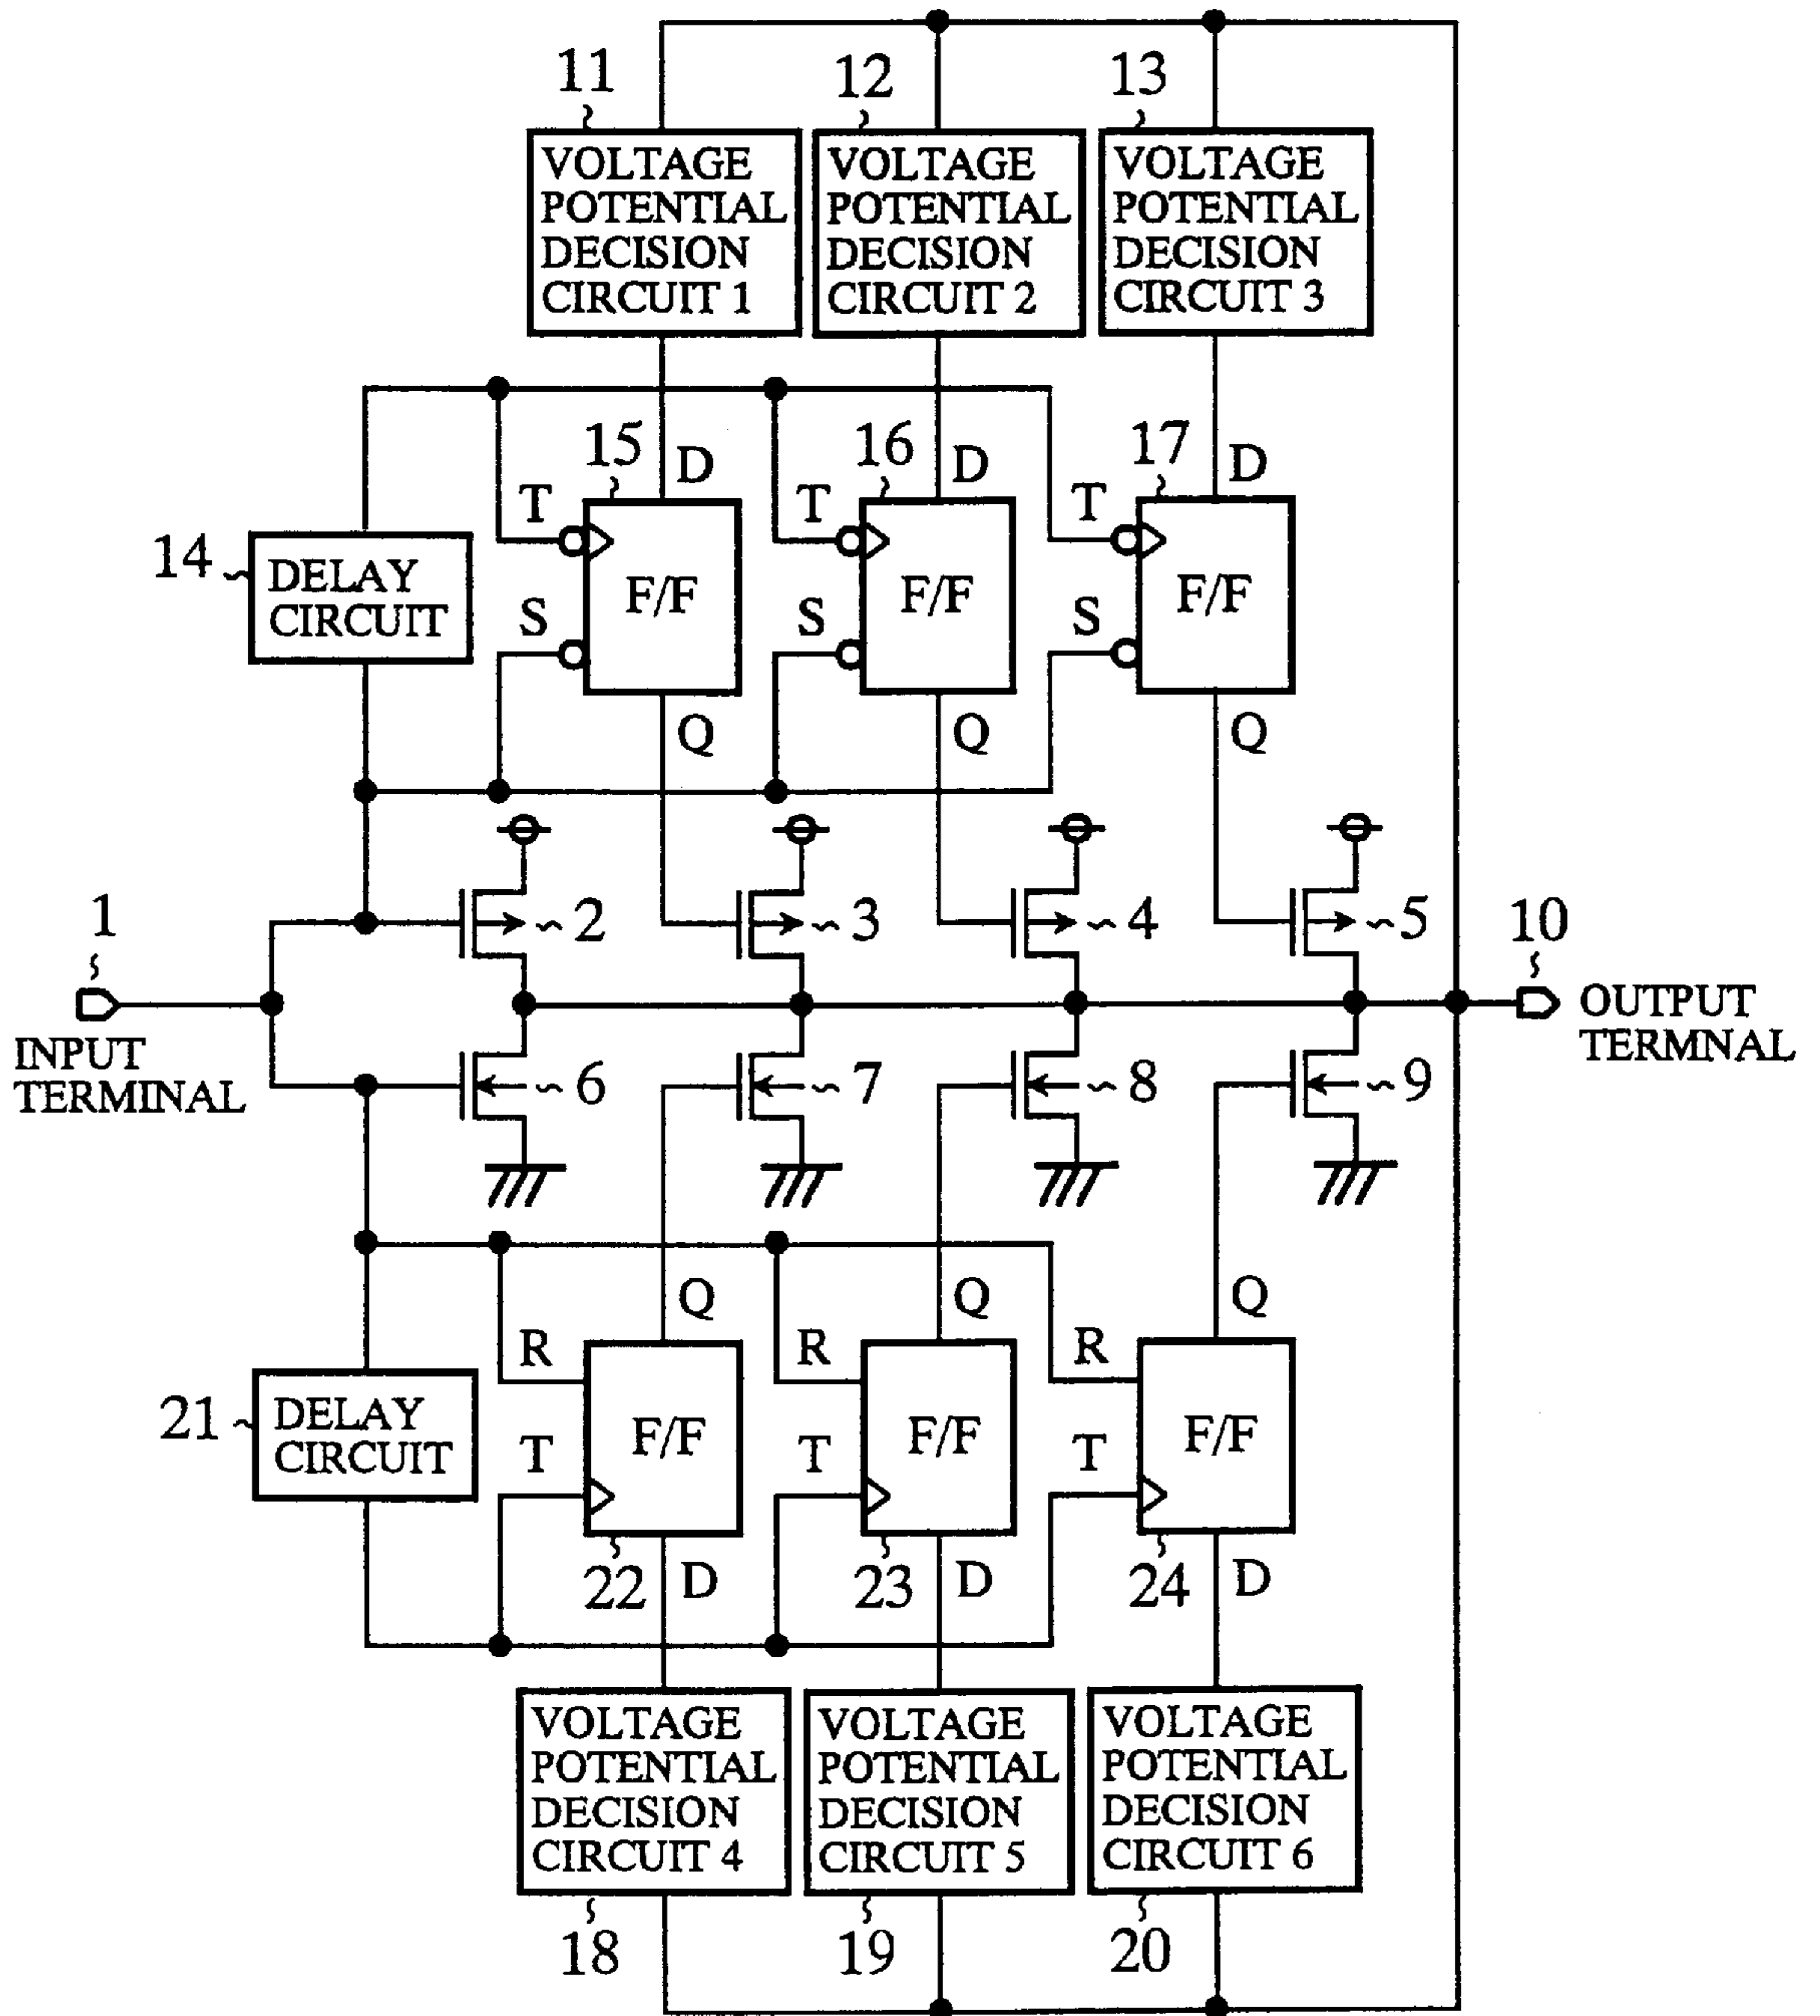 11
12
13
VOLTAGE
POTENTIAL
DECISION
CIRCUIT 1
VOLTAGE
POTENTIAL
DECISION
CIRCUIT 2
VOLTAGE
POTENTIAL
DECISION
CIRCUIT 3
15
D
16
D
17
D
T
T
T
14
DELAY
CIRCUIT
F/F
F/F
F/F
S
S
S
Q
Q
Q
1
2
3
4
5
10
INPUT
TERMINAL
OUTPUT
TERMNAL
6
7
8
9
Q
Q
Q
R
R
R
21
DELAY
CIRCUIT
F/F
F/F
F/F
T
T
T
22
D
23
D
24
D
VOLTAGE
POTENTIAL
DECISION
CIRCUIT 4
VOLTAGE
POTENTIAL
DECISION
CIRCUIT 5
VOLTAGE
POTENTIAL
DECISION
CIRCUIT 6
18
19
20